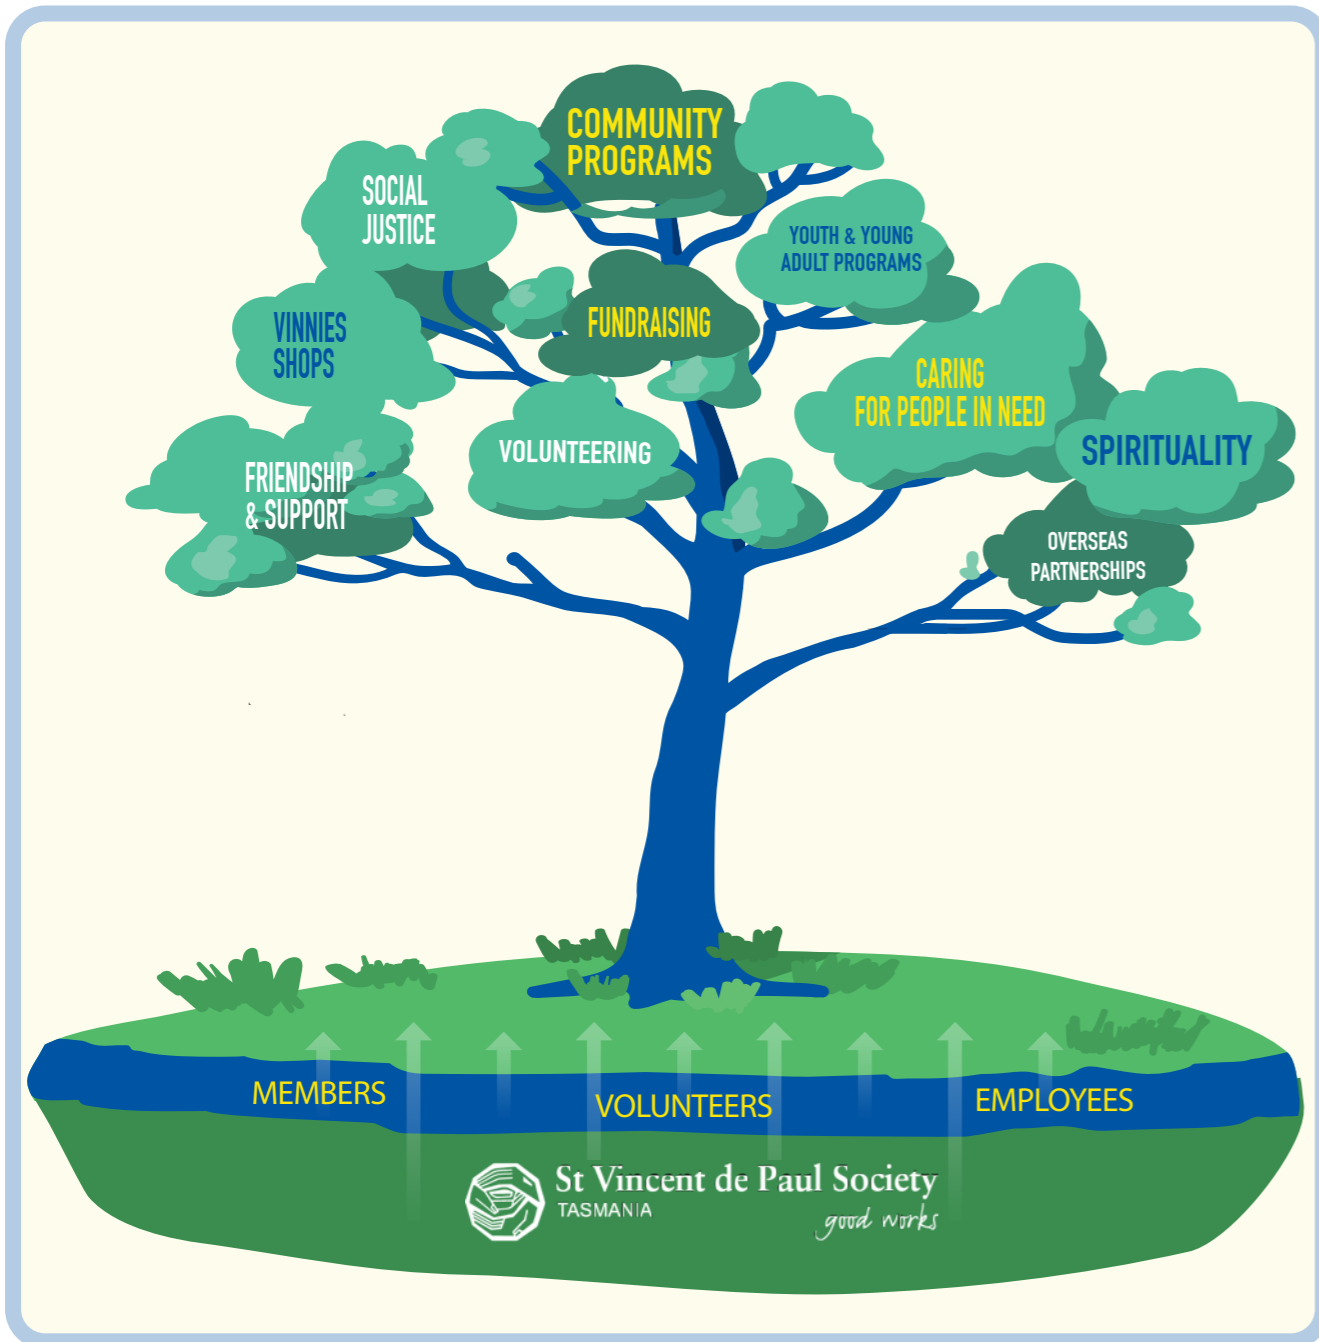 COMMUNITY
PROGRAMS
SOCIAL
JUSTICE
YOUTH & YOUNG
ADULT PROGRAMS
FUNDRAISING
VINNIES
SHOPS
CARING
FOR PEOPLE IN NEED
VOLUNTEERING
SPIRITUALITY
FRIENDSHIP
& SUPPORT
OVERSEAS
PARTNERSHIPS
MEMBERS
VOLUNTEERS
EMPLOYEES
St Vincent de Paul Society
TASMANIA
good works